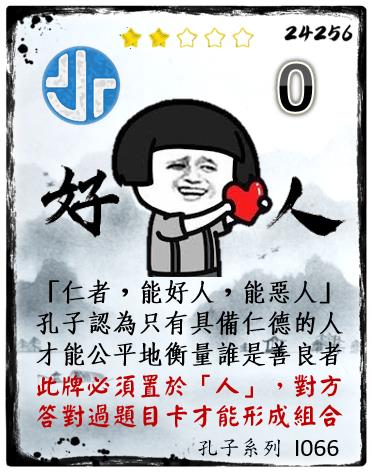 24256
0
好 人
「仁者，能好人，能惡人」
孔子認為只有具備仁德的人
才能公平地衡量誰是善良者
此牌必須置於「人」，對方
答對過題目卡才能形成組合
孔子系列 I066